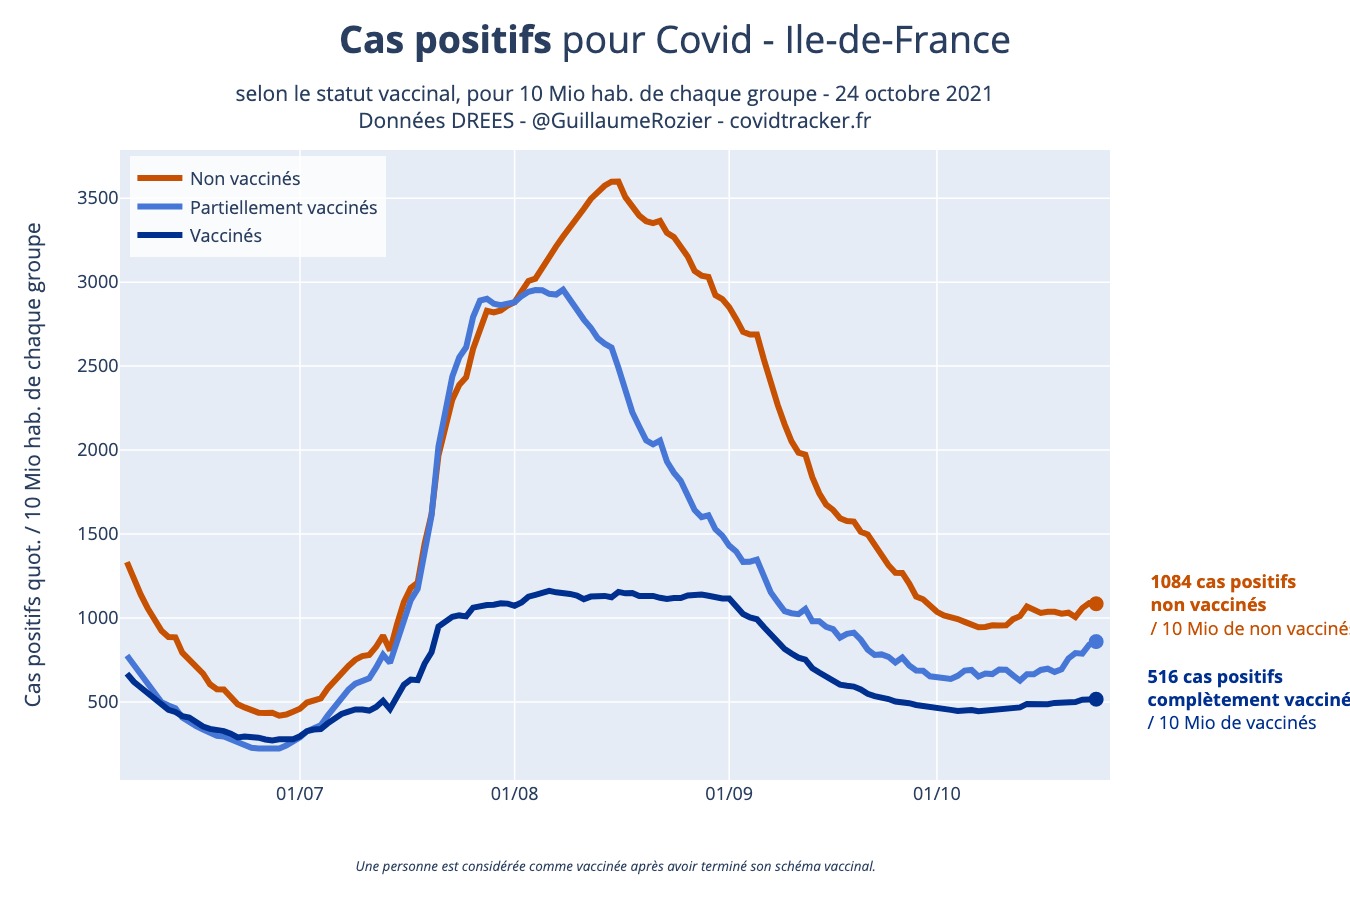 Cas positifs pour Covid - Ile-de-France
selon le statut vaccinal, pour 10 Mio hab. de chaque groupe - 24 octobre 2021
Données DREES - @GuillaumeRozier - covidtracker.fr
Non vaccinés
Partiellement vaccinés
Vaccinés
Cas positifs quot. / 10 Mio hab. de chaque groupe
3500
3000
2500
2000
1500
1000
500
01/07
01/08
01/09
01/10
1084 cas positifs
non vaccinés
/ 10 Mio de non vacciné
516 cas positifs
complètement vacciné
/ 10 Mio de vaccinés
Une personne est considérée comme vaccinée après avoir terminé son schéma vaccinal.